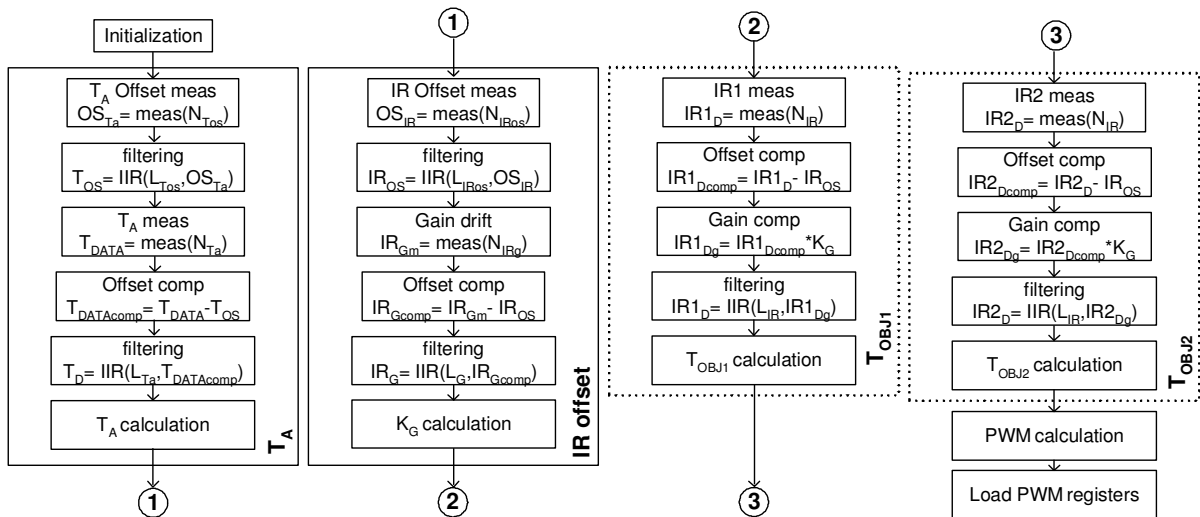 Initialization
T_A Offset meas
OS_Ta= meas(N_Tos)
filtering
T_OS= IIR(L_Tos,OS_Ta)
T_A meas
T_DATA= meas(N_Ta)
Offset comp
T_DATAcomp= T_DATA-T_OS
filtering
T_D= IIR(L_Ta,T_DATAcomp)
T_A calculation
T_A
1
1
IR Offset meas
OS_IR= meas(N_IRos)
filtering
IR_OS= IIR(L_IRos,OS_IR)
Gain drift
IR_Gm= meas(N_IRg)
Offset comp
IR_Gcomp= IR_Gm- IR_OS
filtering
IR_G= IIR(L_G,IR_Gcomp)
K_G calculation
IR offset
2
2
IR1 meas
IR1_D= meas(N_IR)
Offset comp
IR1_Dcomp= IR1_D- IR_OS
Gain comp
IR1_Dg= IR1_Dcomp*K_G
filtering
IR1_D= IIR(L_IR,IR1_Dg)
T_OBJ1 calculation
T_OBJ1
3
3
IR2 meas
IR2_D= meas(N_IR)
Offset comp
IR2_Dcomp= IR2_D- IR_OS
Gain comp
IR2_Dg= IR2_Dcomp*K_G
filtering
IR2_D= IIR(L_IR,IR2_Dg)
T_OBJ2 calculation
T_OBJ2
PWM calculation
Load PWM registers